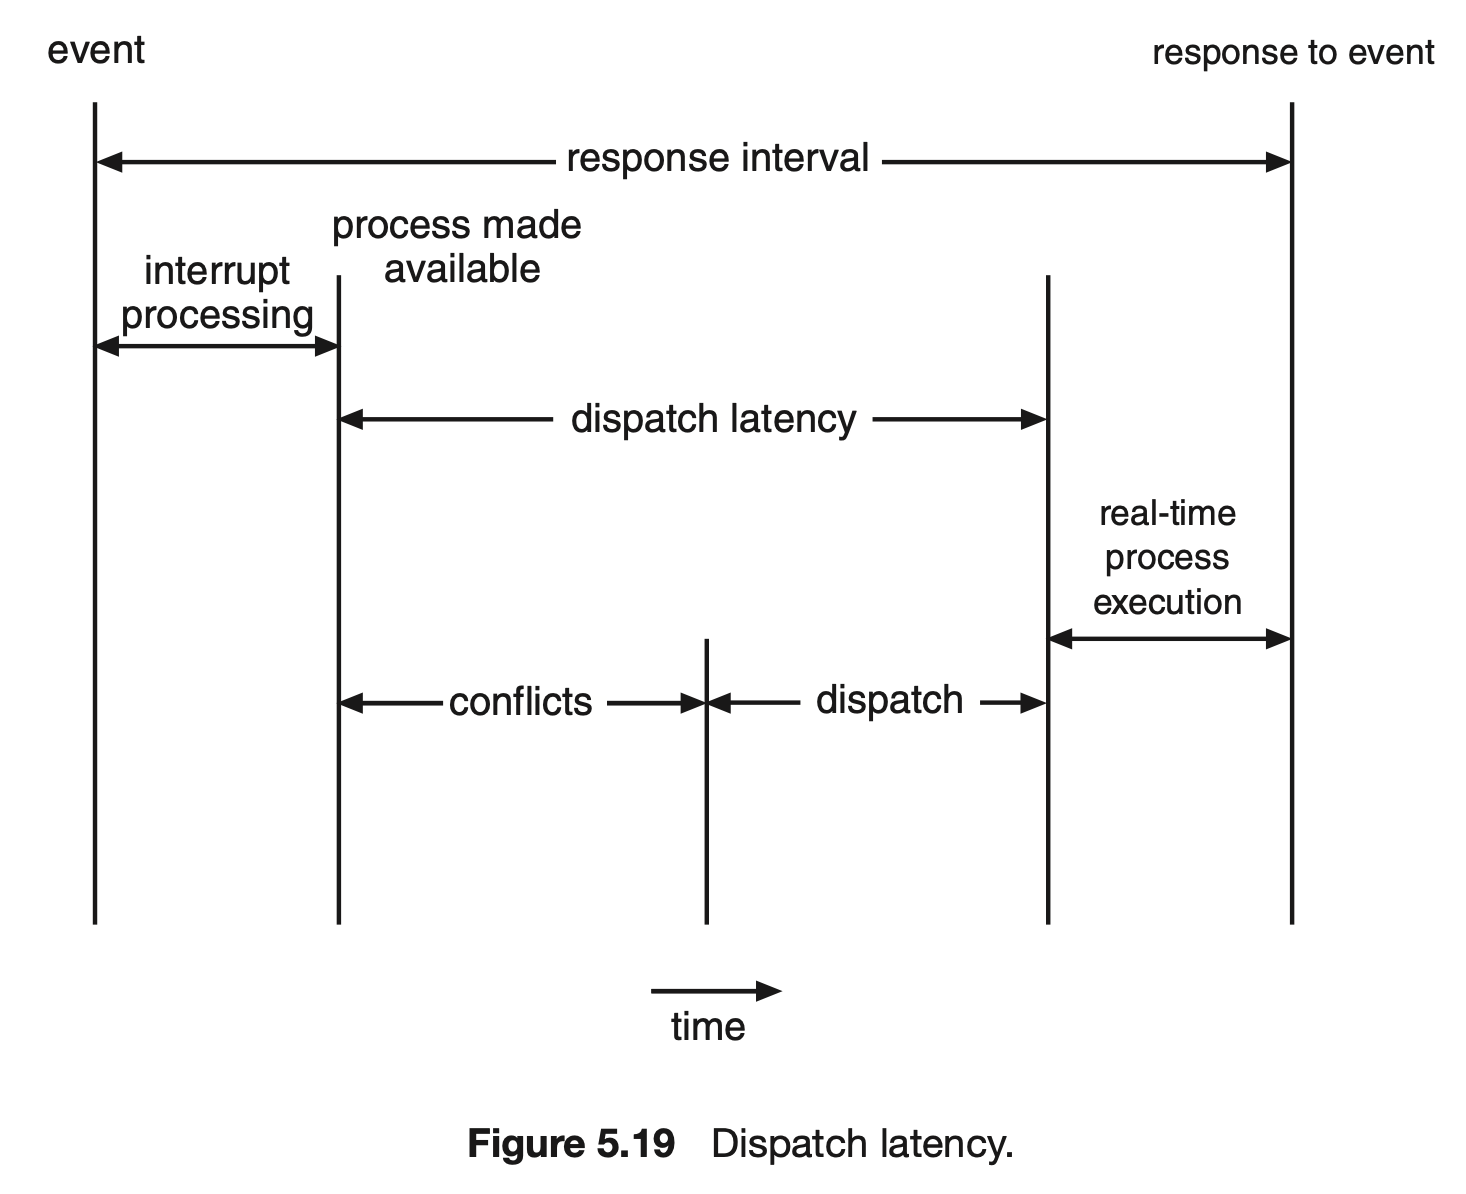 event
response to event
response interval
process made
available
interrupt
processing
dispatch latency
real-time
process
execution
conflicts
dispatch
time
Figure 5.19 Dispatch latency.